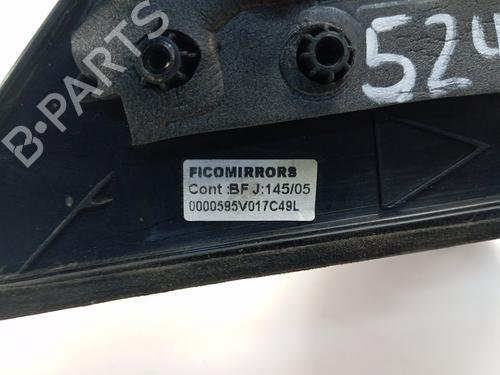 524
B-PARTS
FICOMIRRORS
Cont :BF J:145/05
0000595V017C49L